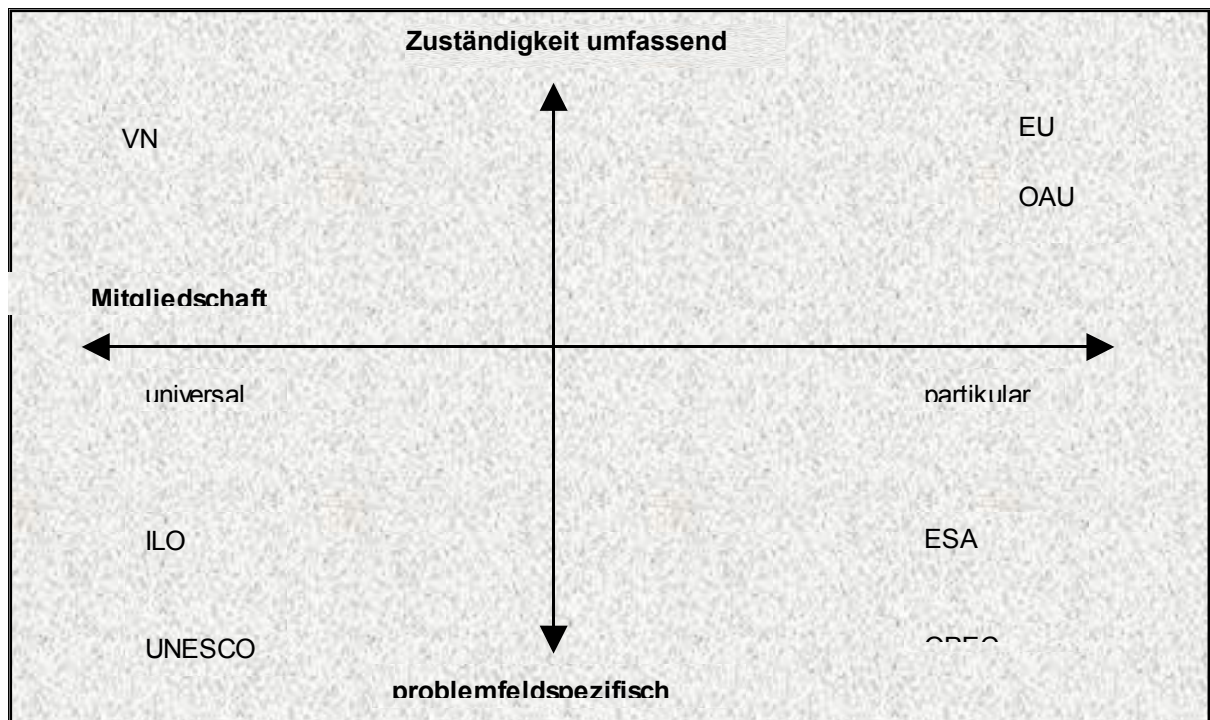 Zuständigkeit umfassend
VN
EU
OAU
Mitgliedschaft
universal
partikular
ILO
ESA
UNESCO
problemfeldspezifisch